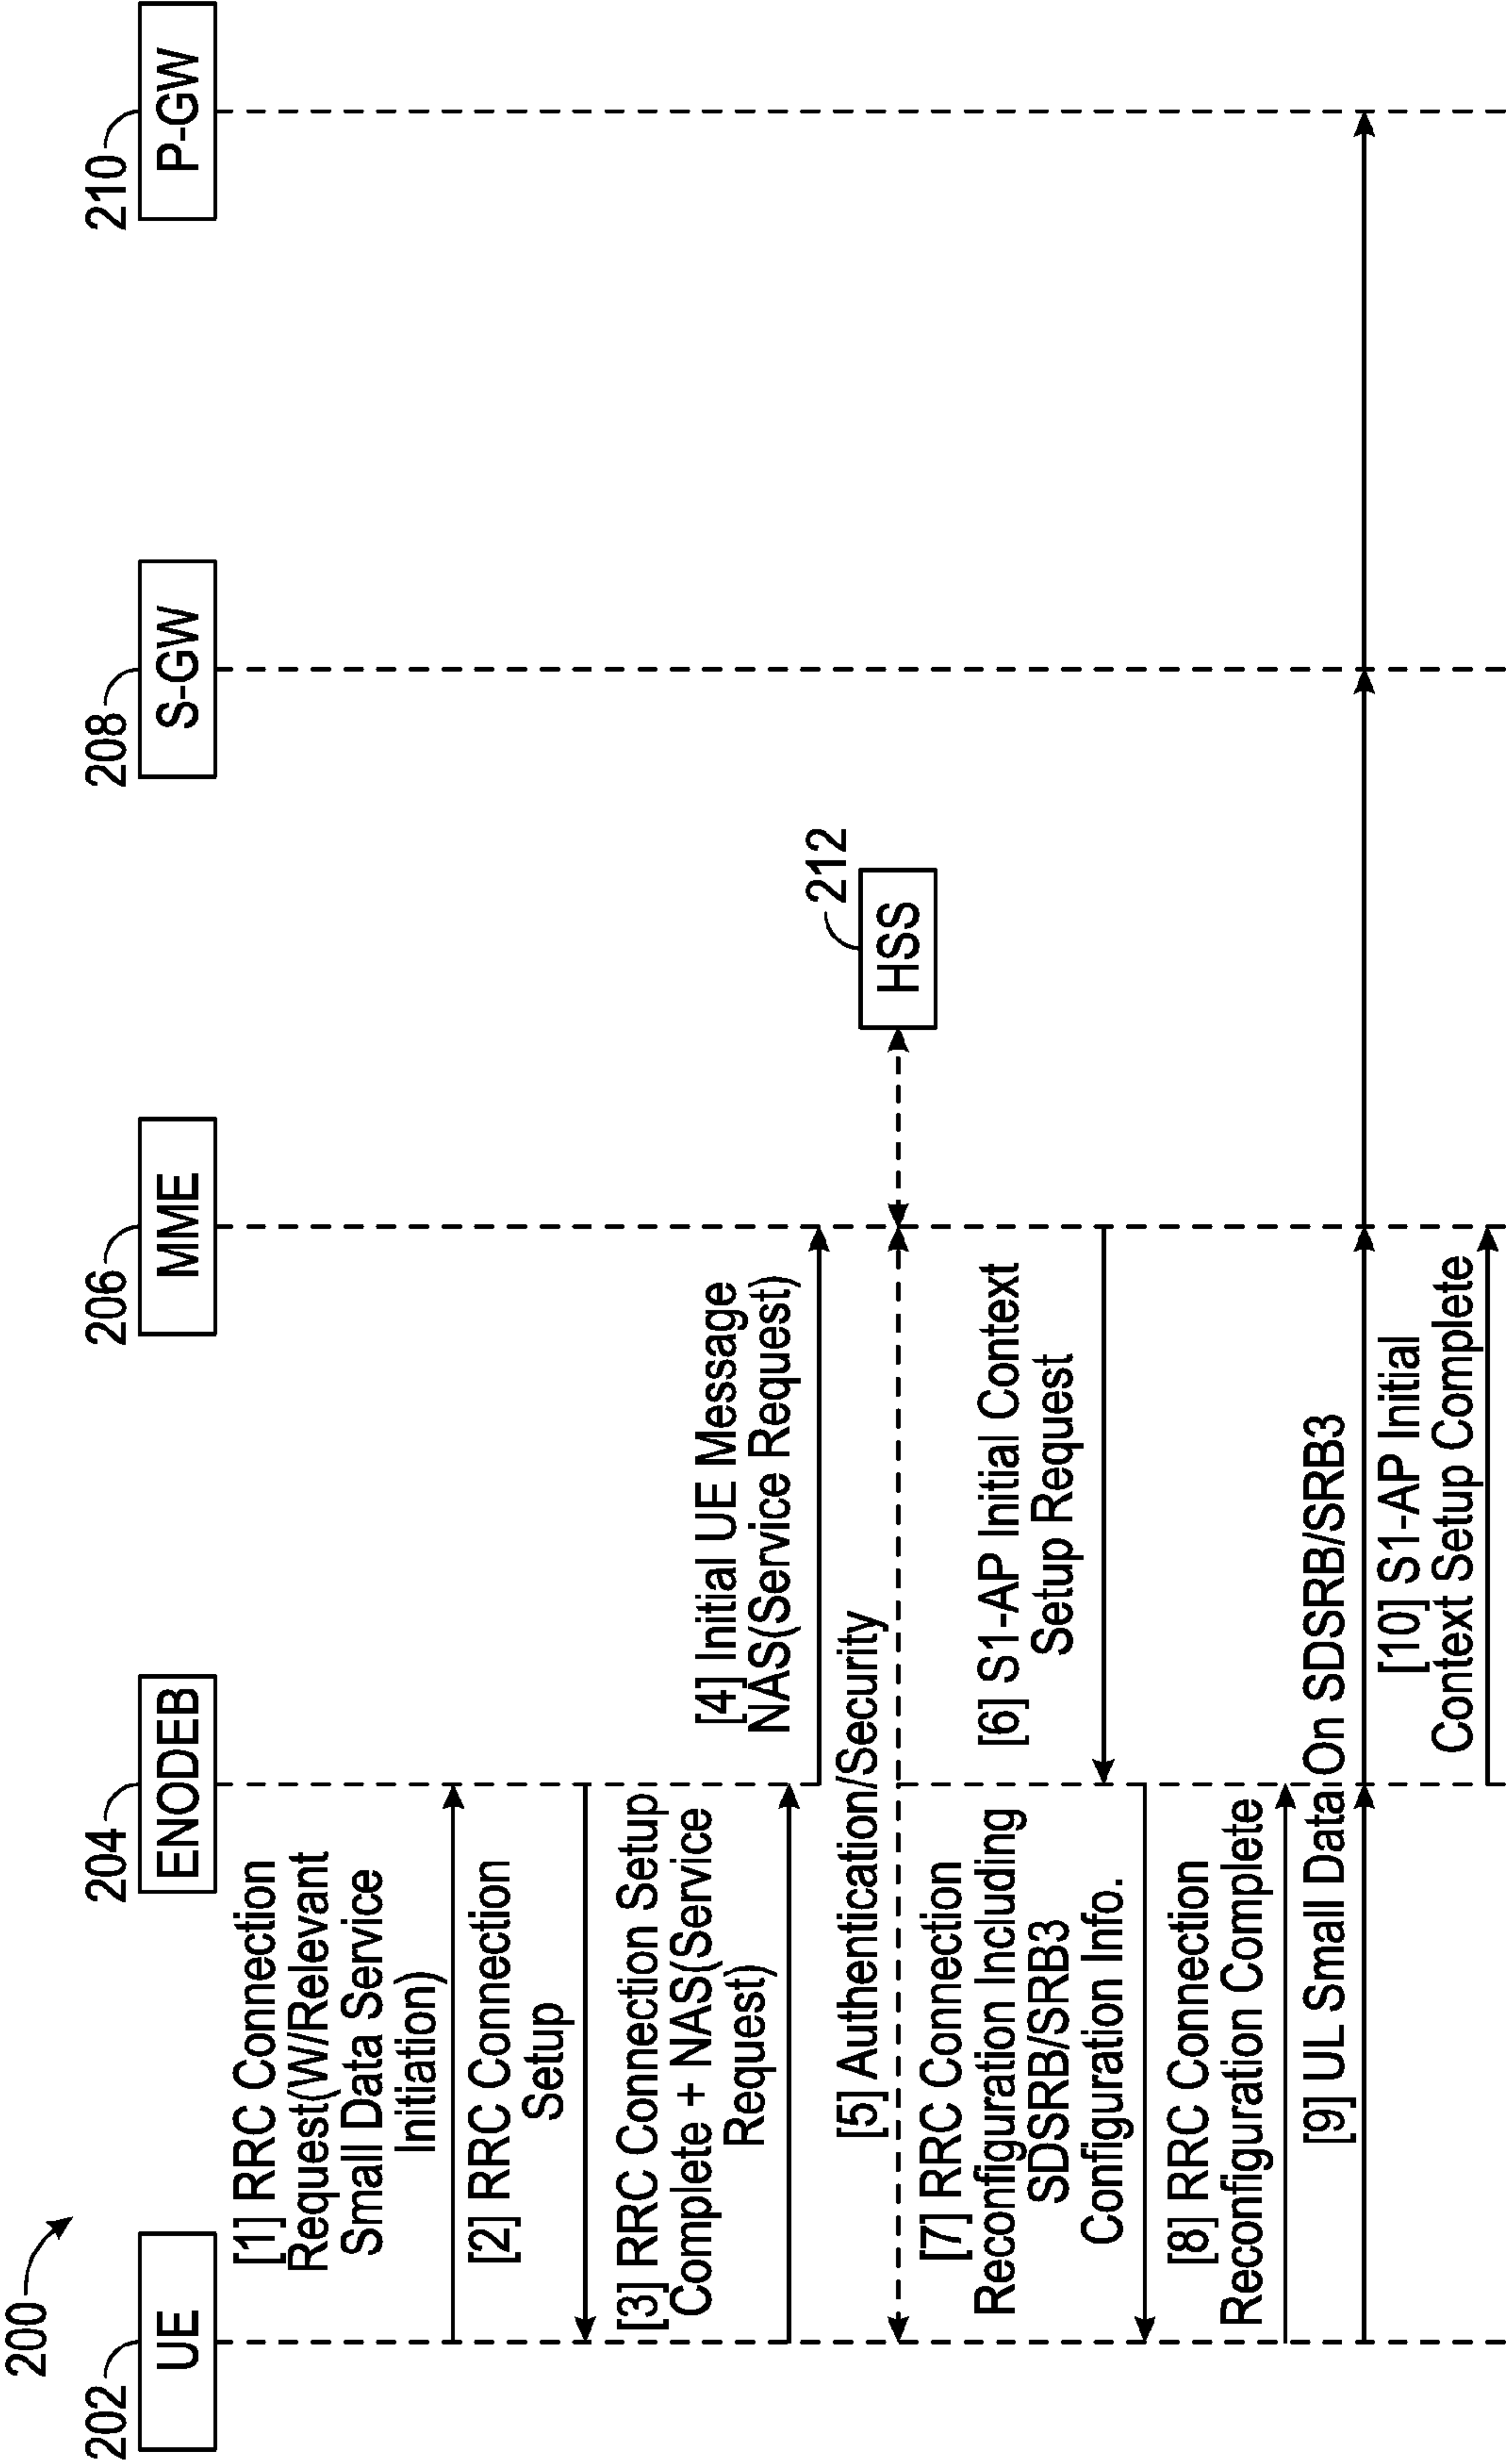 200
202
204
206
208
210
UE
ENODEB
MME
S-GW
P-GW
[1] RRC Connection
Request(W/Relevant
Small Data Service
Initiation)
[2] RRC Connection
Setup
[3] RRC Connection Setup
Complete + NAS(Service
Request)
[4] Initial UE Message
NAS(Service Request)
[5] Authentication/Security
212
HSS
[6] S1-AP Initial Context
Setup Request
[7] RRC Connection
Reconfiguration Including
SDSRB/SRB3
Configuration Info.
[8] RRC Connection
Reconfiguration Complete
[9] UL Small Data On SDSRB/SRB3
[10] S1-AP Initial
Context Setup Complete